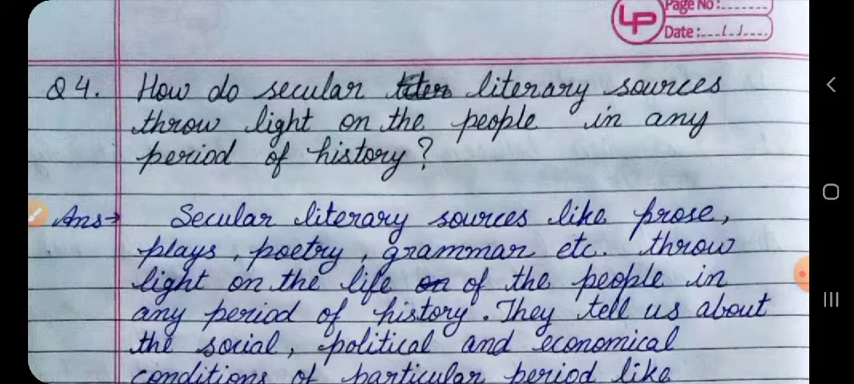 LP
Page No:
Date:
Q4. How do secular literary sources
throw light on the people in any
period of history?
Ans→ Secular literary sources like prose,
plays, poetry, grammar etc. throw
light on the life of the people in
any period of history. They tell us about
the social, political and economical
conditions of particular period like